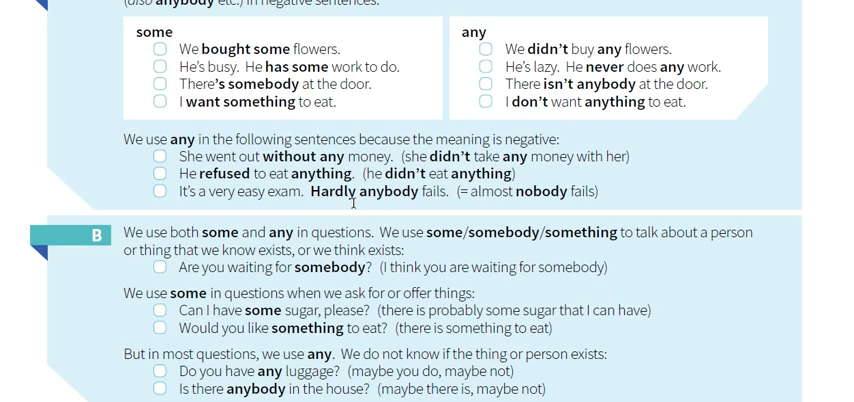 (also anybody etc.) in negative sentences.
some
We bought some flowers.
He's busy. He has some work to do.
There's somebody at the door.
I want something to eat.
any
We didn't buy any flowers.
He's lazy. He never does any work.
There isn't anybody at the door.
I don't want anything to eat.
We use any in the following sentences because the meaning is negative:
She went out without any money. (she didn't take any money with her)
He refused to eat anything. (he didn't eat anything)
It's a very easy exam. Hardly anybody fails. (= almost nobody fails)
B
We use both some and any in questions. We use some/somebody/something to talk about a person
or thing that we know exists, or we think exists:
Are you waiting for somebody? (I think you are waiting for somebody)
We use some in questions when we ask for or offer things:
Can I have some sugar, please? (there is probably some sugar that I can have)
Would you like something to eat? (there is something to eat)
But in most questions, we use any. We do not know if the thing or person exists:
Do you have any luggage? (maybe you do, maybe not)
Is there anybody in the house? (maybe there is, maybe not)